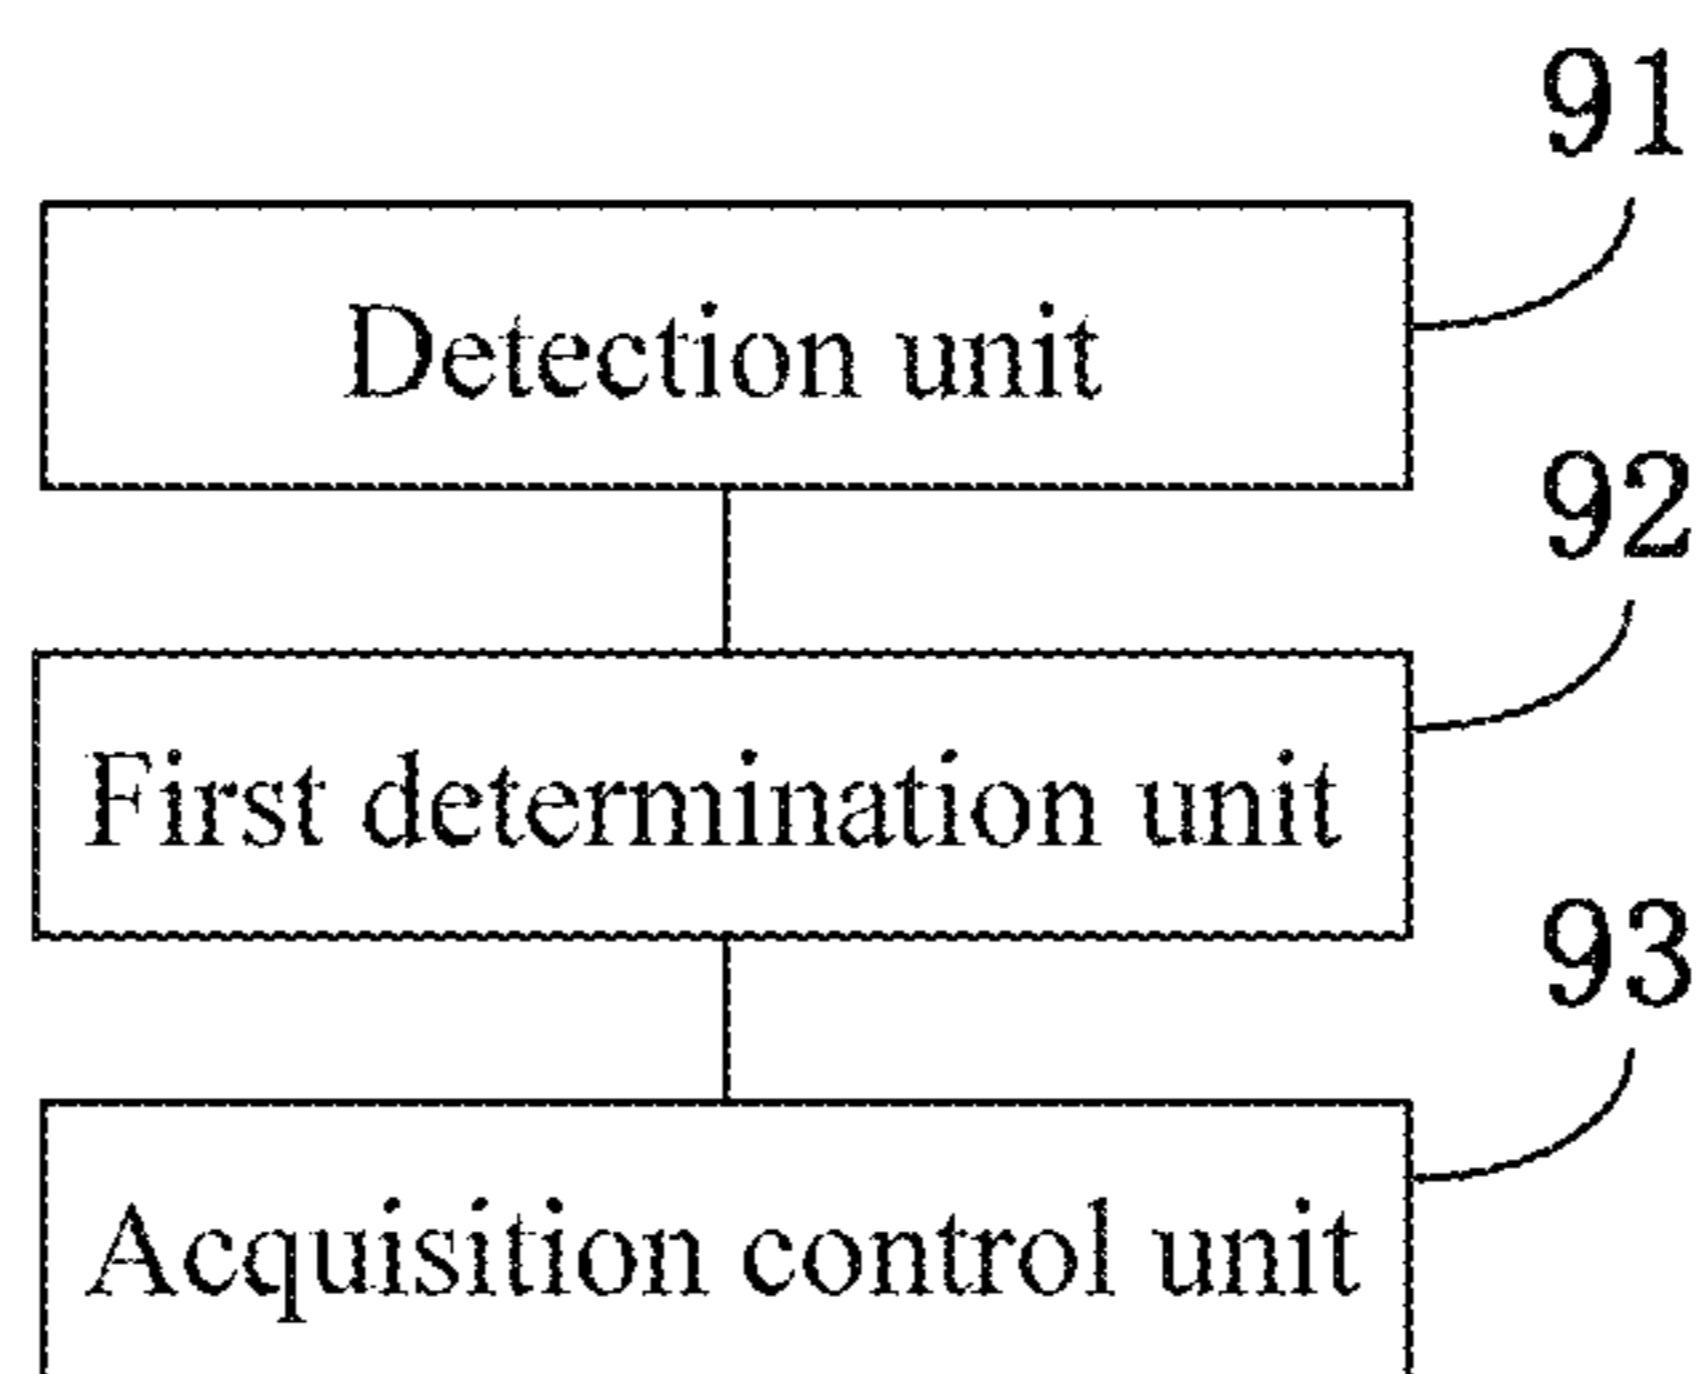 91
Detection unit
92
First determination unit
93
Acquisition control unit